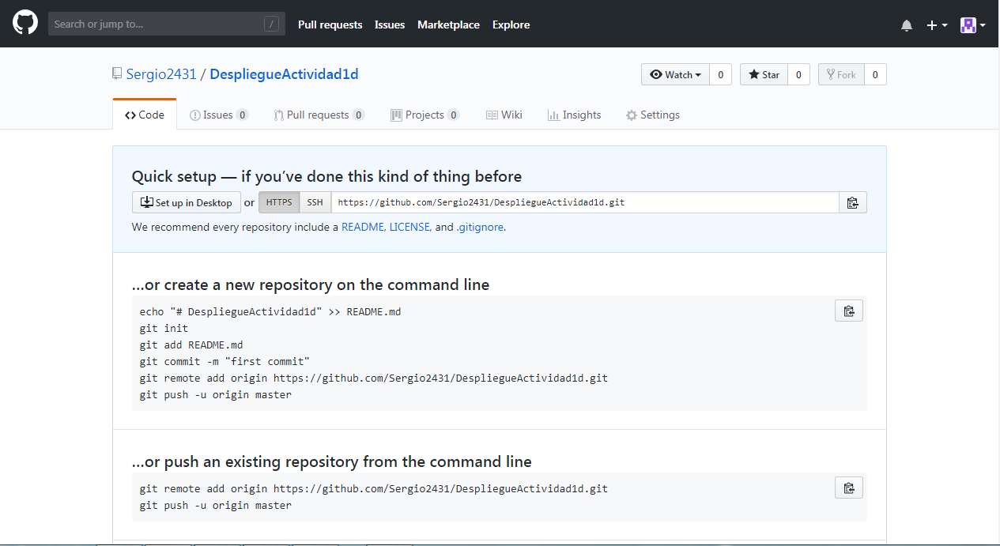 Search or jump to... / Pull requests Issues Marketplace Explore
Sergio2431 / DespliegueActividad1d Watch 0 Star 0 Fork 0
Code Issues 0 Pull requests 0 Projects 0 Wiki Insights Settings
Quick setup — if you’ve done this kind of thing before
Set up in Desktop or HTTPS SSH https://github.com/Sergio2431/DespliegueActividad1d.git
We recommend every repository include a README, LICENSE, and .gitignore.
…or create a new repository on the command line
echo "# DespliegueActividad1d" >> README.md
git init
git add README.md
git commit -m "first commit"
git remote add origin https://github.com/Sergio2431/DespliegueActividad1d.git
git push -u origin master
…or push an existing repository from the command line
git remote add origin https://github.com/Sergio2431/DespliegueActividad1d.git
git push -u origin master